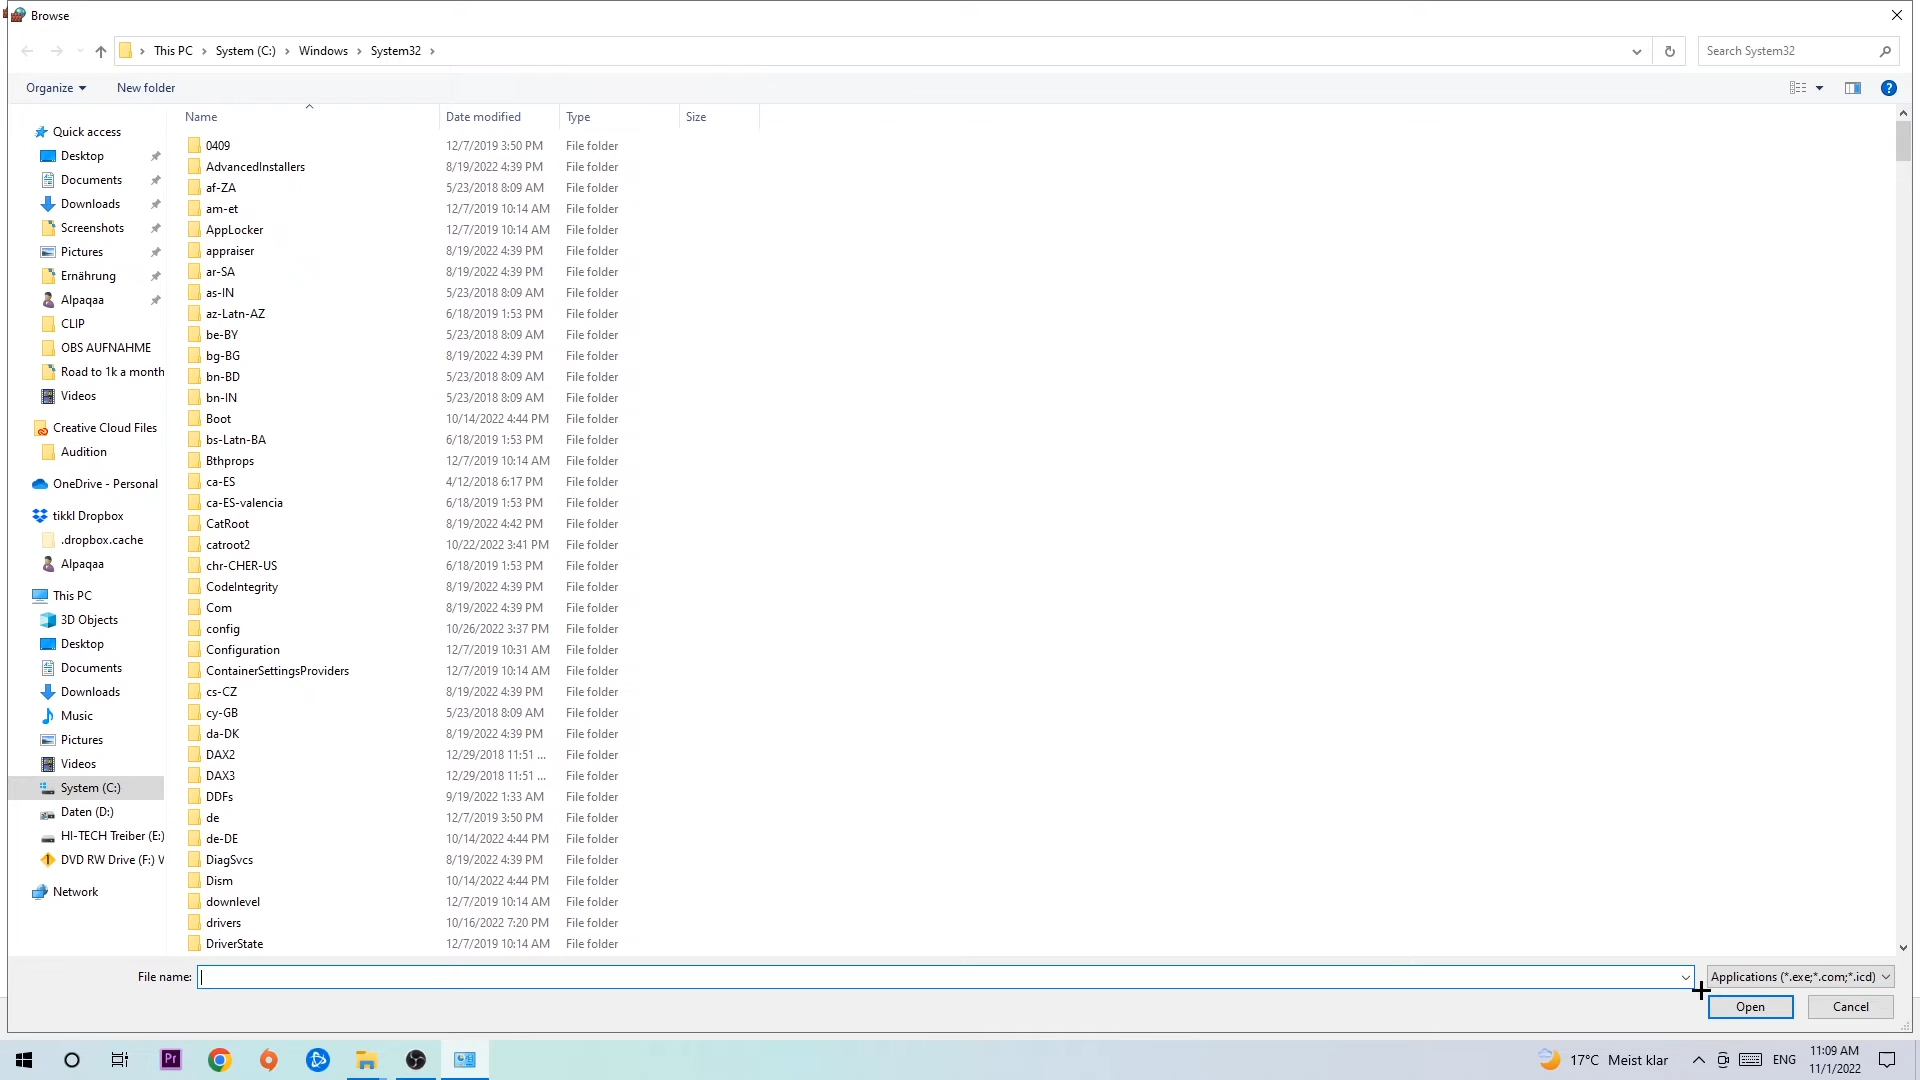 Browse
This PC
System (C:)
Windows
System32
Search System32
Organize
New folder
Name
Date modified
Type
Size
Quick access
Desktop
Documents
Downloads
Screenshots
Pictures
Ernährung
Alpaqaa
CLIP
OBS AUFNAHME
Road to 1k a month
Videos
Creative Cloud Files
Audition
OneDrive - Personal
tikkl Dropbox
.dropbox.cache
Alpaqaa
This PC
3D Objects
Desktop
Documents
Downloads
Music
Pictures
Videos
System (C:)
Daten (D:)
HI-TECH Treiber (E:)
DVD RW Drive (F:) V
Network
0409 12/7/2019 3:50 PM File folder
AdvancedInstallers 8/19/2022 4:39 PM File folder
af-ZA 5/23/2018 8:09 AM File folder
am-et 12/7/2019 10:14 AM File folder
AppLocker 12/7/2019 10:14 AM File folder
appraiser 8/19/2022 4:39 PM File folder
ar-SA 8/19/2022 4:39 PM File folder
as-IN 5/23/2018 8:09 AM File folder
az-Latn-AZ 6/18/2019 1:53 PM File folder
be-BY 5/23/2018 8:09 AM File folder
bg-BG 8/19/2022 4:39 PM File folder
bn-BD 5/23/2018 8:09 AM File folder
bn-IN 5/23/2018 8:09 AM File folder
Boot 10/14/2022 4:44 PM File folder
bs-Latn-BA 6/18/2019 1:53 PM File folder
Bthprops 12/7/2019 10:14 AM File folder
ca-ES 4/12/2018 6:17 PM File folder
ca-ES-valencia 6/18/2019 1:53 PM File folder
CatRoot 8/19/2022 4:42 PM File folder
catroot2 10/22/2022 3:41 PM File folder
chr-CHER-US 6/18/2019 1:53 PM File folder
CodeIntegrity 8/19/2022 4:39 PM File folder
Com 8/19/2022 4:39 PM File folder
config 10/26/2022 3:37 PM File folder
Configuration 12/7/2019 10:31 AM File folder
ContainerSettingsProviders 12/7/2019 10:14 AM File folder
cs-CZ 8/19/2022 4:39 PM File folder
cy-GB 5/23/2018 8:09 AM File folder
da-DK 8/19/2022 4:39 PM File folder
DAX2 12/29/2018 11:51 ... File folder
DAX3 12/29/2018 11:51 ... File folder
DDFs 9/19/2022 1:33 AM File folder
de 12/7/2019 3:50 PM File folder
de-DE 10/14/2022 4:44 PM File folder
DiagSvcs 8/19/2022 4:39 PM File folder
Dism 10/14/2022 4:44 PM File folder
downlevel 12/7/2019 10:14 AM File folder
drivers 10/16/2022 7:20 PM File folder
DriverState 12/7/2019 10:14 AM File folder
File name:
Applications (*.exe;*.com;*.icd)
Open
Cancel
Pr
17°C Meist klar
ENG
11:09 AM
11/1/2022